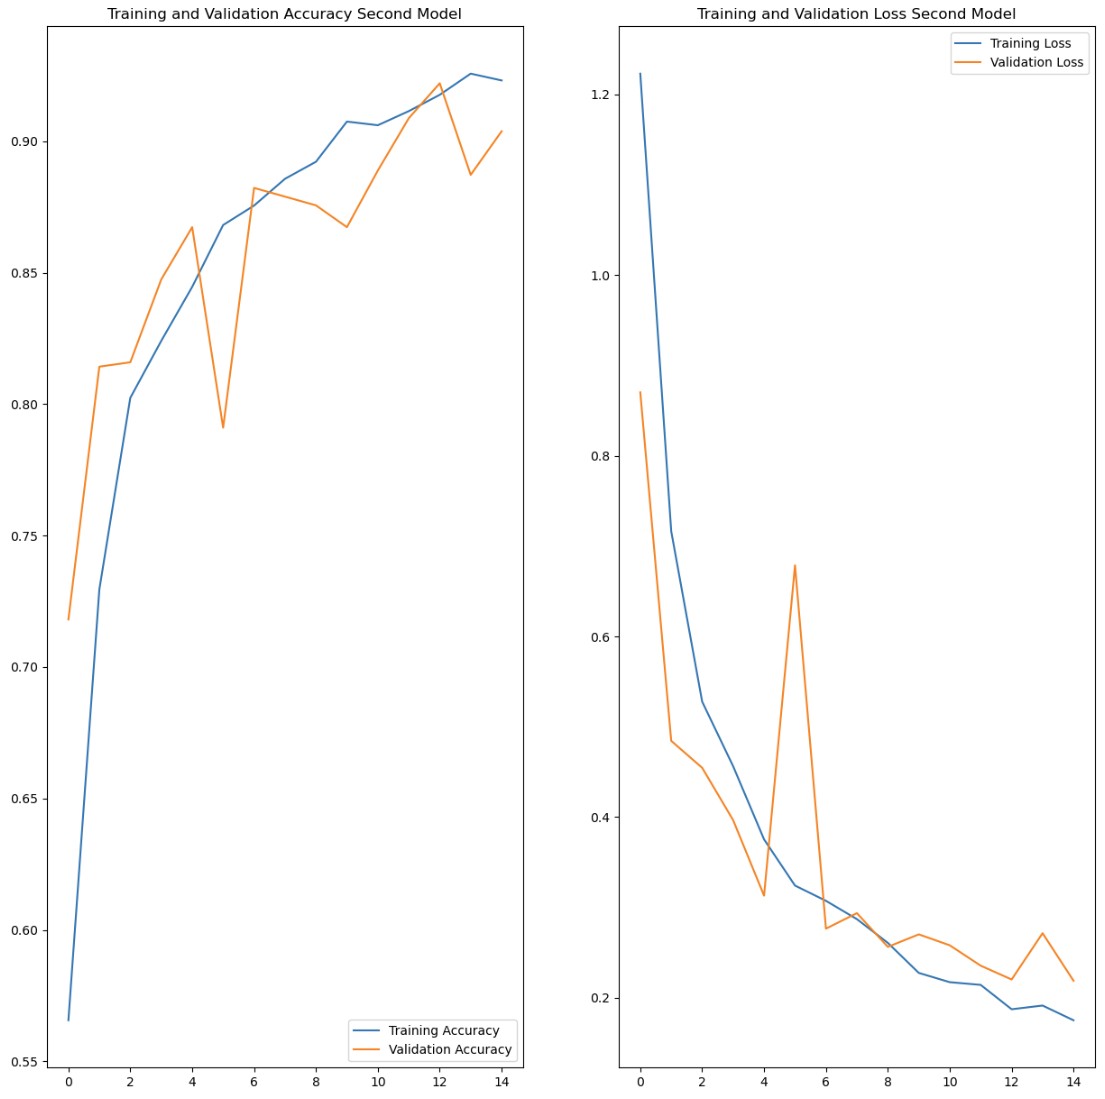 Training and Validation Accuracy Second Model
0.90
0.85
0.80
0.75
0.70
0.65
0.60
0.55
0 2 4 6 8 10 12 14
Training Accuracy
Validation Accuracy
Training and Validation Loss Second Model
1.2
1.0
0.8
0.6
0.4
0.2
0 2 4 6 8 10 12 14
Training Loss
Validation Loss